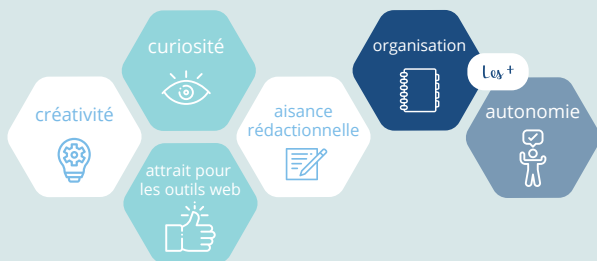 curiosité
organisation
Les +
créativité
aisance
rédactionnelle
autonomie
attrait pour
les outils web